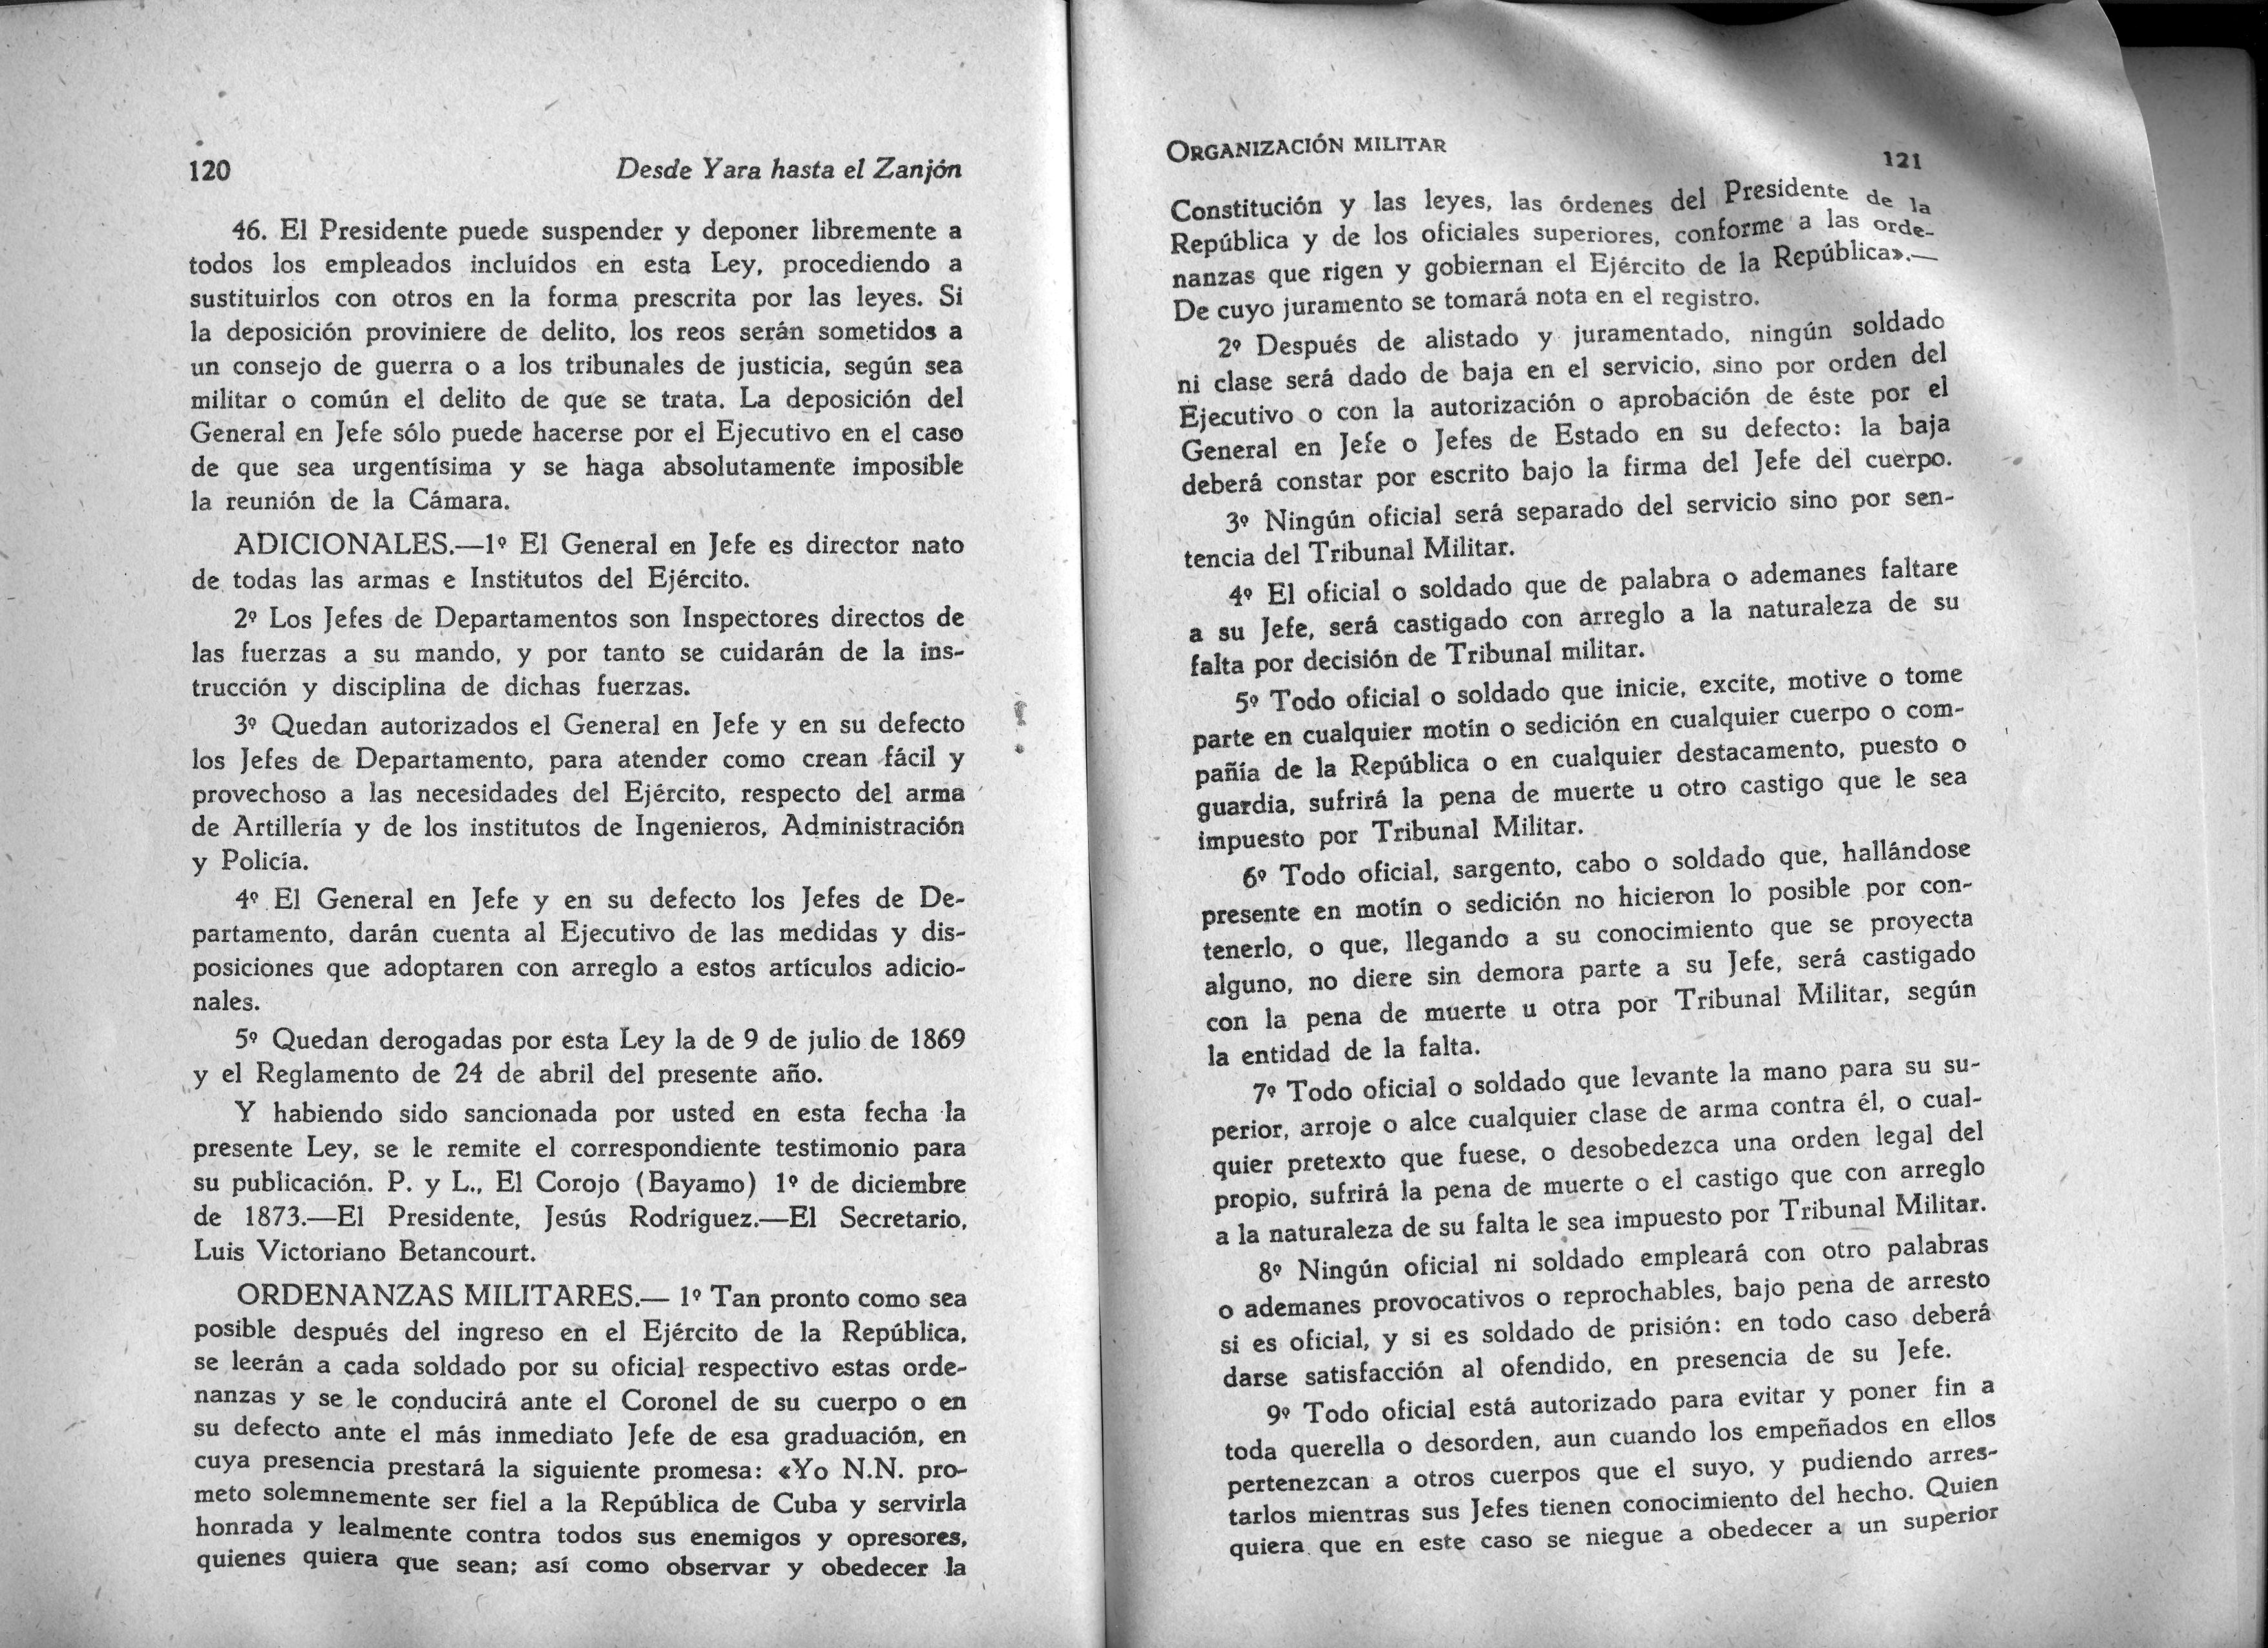 120 Desde Yara hasta el Zanjón
46. El Presidente puede suspender y deponer libremente a
todos los empleados incluídos en esta Ley, procediendo a
sustituirlos con otros en la forma prescrita por las leyes. Si
la deposición proviniere de delito, los reos serán sometidos a
un consejo de guerra o a los tribunales de justicia, según sea
militar o común el delito de que se trata. La deposición del
General en Jefe sólo puede hacerse por el Ejecutivo en el caso
de que sea urgentísima y se haga absolutamente imposible
la reunión de la Cámara.
ADICIONALES.—1º El General en Jefe es director nato
de todas las armas e Institutos del Ejército.
2º Los Jefes de Departamentos son Inspectores directos de
las fuerzas a su mando, y por tanto se cuidarán de la ins-
trucción y disciplina de dichas fuerzas.
3º Quedan autorizados el General en Jefe y en su defecto
los Jefes de Departamento, para atender como crean fácil y
provechoso a las necesidades del Ejército, respecto del arma
de Artillería y de los institutos de Ingenieros, Administración
y Policía.
4º El General en Jefe y en su defecto los Jefes de De-
partamento, darán cuenta al Ejecutivo de las medidas y dis-
posiciones que adoptaren con arreglo a estos artículos adicio-
nales.
5º Quedan derogadas por esta Ley la de 9 de julio de 1869
y el Reglamento de 24 de abril del presente año.
Y habiendo sido sancionada por usted en esta fecha la
presente Ley, se le remite el correspondiente testimonio para
su publicación. P. y L., El Corojo (Bayamo) 1º de diciembre
de 1873.—El Presidente, Jesús Rodríguez.—El Secretario,
Luis Victoriano Betancourt.
ORDENANZAS MILITARES.— 1º Tan pronto como sea
posible después del ingreso en el Ejército de la República,
se leerán a cada soldado por su oficial respectivo estas orde-
nanzas y se le conducirá ante el Coronel de su cuerpo o en
su defecto ante el más inmediato Jefe de esa graduación, en
cuya presencia prestará la siguiente promesa: «Yo N.N. pro-
meto solemnemente ser fiel a la República de Cuba y servirla
honrada y lealmente contra todos sus enemigos y opresores,
quienes quiera que sean; así como observar y obedecer la
ORGANIZACIÓN MILITAR 121
Constitución y las leyes, las órdenes del Presidente de la
República y de los oficiales superiores, conforme a las orde-
nanzas que rigen y gobiernan el Ejército de la República».—
De cuyo juramento se tomará nota en el registro.
2º Después de alistado y juramentado, ningún soldado
ni clase será dado de baja en el servicio, sino por orden del
Ejecutivo o con la autorización o aprobación de éste por el
General en Jefe o Jefes de Estado en su defecto: la baja
deberá constar por escrito bajo la firma del Jefe del cuerpo.
3º Ningún oficial será separado del servicio sino por sen-
tencia del Tribunal Militar.
4º El oficial o soldado que de palabra o ademanes faltare
a su Jefe, será castigado con arreglo a la naturaleza de su
falta por decisión de Tribunal militar.
5º Todo oficial o soldado que inicie, excite, motive o tome
parte en cualquier motín o sedición en cualquier cuerpo o com-
pañía de la República o en cualquier destacamento, puesto o
guardia, sufrirá la pena de muerte u otro castigo que le sea
impuesto por Tribunal Militar.
6º Todo oficial, sargento, cabo o soldado que, hallándose
presente en motín o sedición no hicieron lo posible por con-
tenerlo, o que, llegando a su conocimiento que se proyecta
alguno, no diere sin demora parte a su Jefe, será castigado
con la pena de muerte u otra por Tribunal Militar, según
la entidad de la falta.
7º Todo oficial o soldado que levante la mano para su su-
perior, arroje o alce cualquier clase de arma contra él, o cual-
quier pretexto que fuese, o desobedezca una orden legal del
propio, sufrirá la pena de muerte o el castigo que con arreglo
a la naturaleza de su falta le sea impuesto por Tribunal Militar.
8º Ningún oficial ni soldado empleará con otro palabras
o ademanes provocativos o reprochables, bajo pena de arresto
si es oficial, y si es soldado de prisión: en todo caso deberá
darse satisfacción al ofendido, en presencia de su Jefe.
9º Todo oficial está autorizado para evitar y poner fin a
toda querella o desorden, aun cuando los empeñados en ellos
pertenezcan a otros cuerpos que el suyo, y pudiendo arres-
tarlos mientras sus Jefes tienen conocimiento del hecho. Quien
quiera que en este caso se niegue a obedecer a un superior